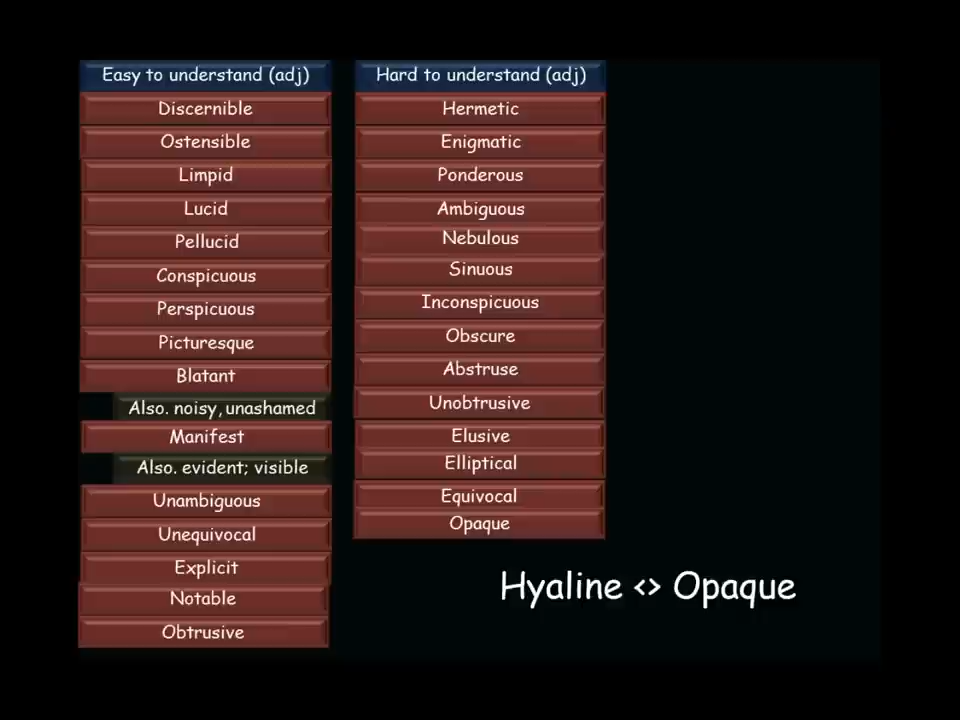 Easy to understand (adj)
Discernible
Ostensible
Limpid
Lucid
Pellucid
Conspicuous
Perspicuous
Picturesque
Blatant
Also. noisy, unashamed
Manifest
Also. evident; visible
Unambiguous
Unequivocal
Explicit
Notable
Obtrusive
Hard to understand (adj)
Hermetic
Enigmatic
Ponderous
Ambiguous
Nebulous
Sinuous
Inconspicuous
Obscure
Abstruse
Unobtrusive
Elusive
Elliptical
Equivocal
Opaque
Hyaline <> Opaque